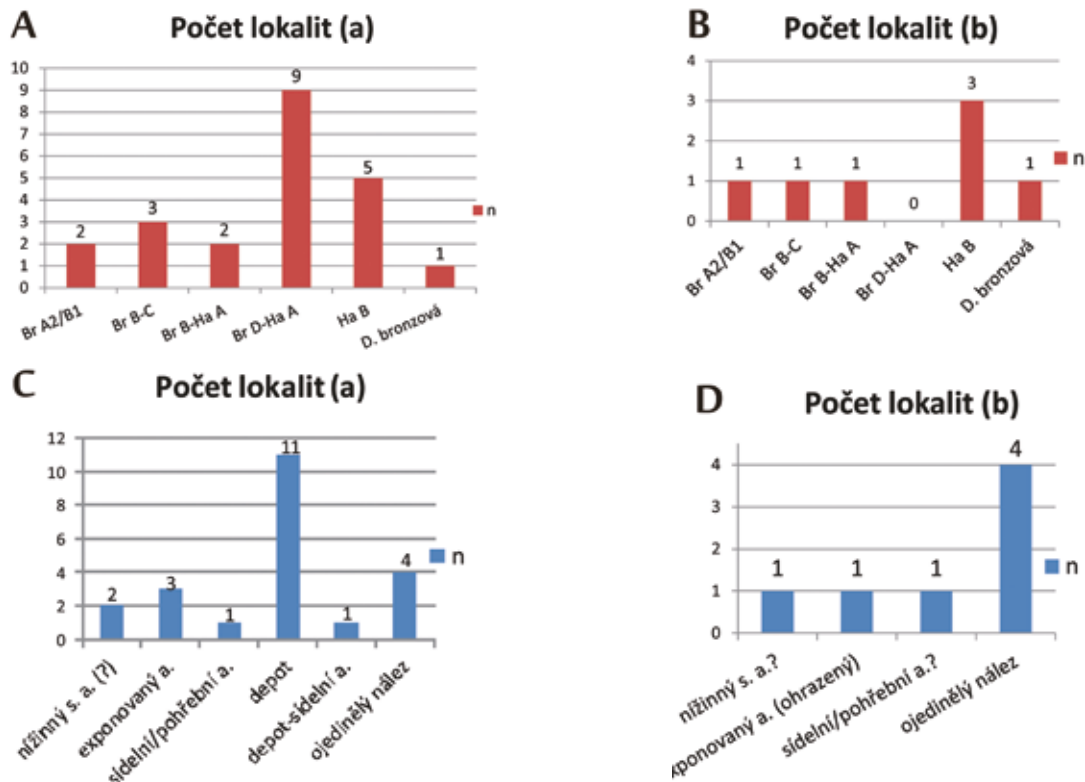 A
Počet lokalit (a)
10
9
8
7
6
5
4
3
2
1
0
2
3
2
9
5
1
Br A2/B1
Br B-C
Br B-Ha A
Br D-Ha A
Ha B
D. bronzová
n
B
Počet lokalit (b)
4
3
2
1
0
1
1
1
0
3
1
Br A2/B1
Br B-C
Br B-Ha A
Br D-Ha A
Ha B
D. bronzová
n
C
Počet lokalit (a)
12
10
8
6
4
2
0
2
3
1
11
1
4
nížinný s. a. (?)
exponovaný a.
sídelní/pohřební a.
depot
depot-sídelní a.
ojedinělý nález
n
D
Počet lokalit (b)
4
3
2
1
0
1
1
1
4
nížinný s. a.?
xponovaný a. (ohrazený)
sídelní/pohřební a.?
ojedinělý nález
n